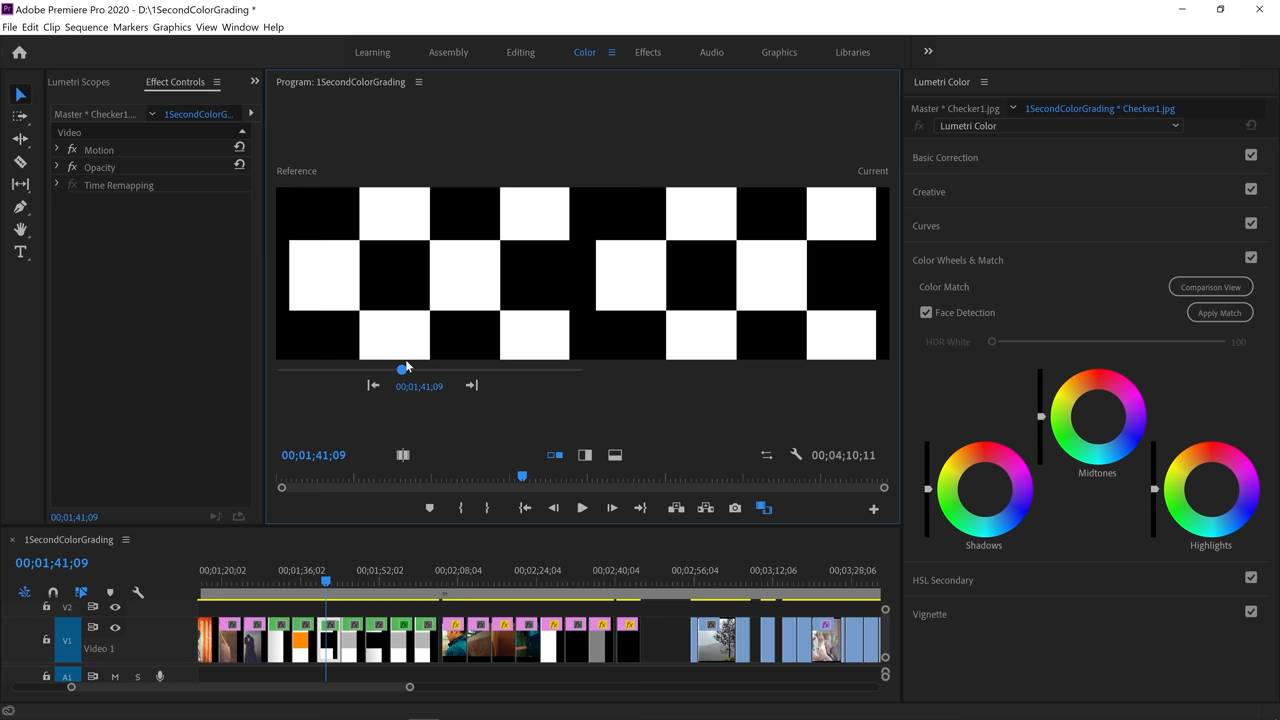 Adobe Premiere Pro 2020 - D:\1SecondColorGrading *
File Edit Clip Sequence Markers Graphics View Window Help
Learning Assembly Editing Color Effects Audio Graphics Libraries
Lumetri Scopes Effect Controls
Master * Checker1.... 1SecondColorG...
Video
fx Motion
fx Opacity
fx Time Remapping
00;01;41;09
Program: 1SecondColorGrading
Reference Current
00;01;41;09
00;01;41;09 00;04;10;11
Lumetri Color
Master * Checker1.jpg 1SecondColorGrading * Checker1.jpg
fx Lumetri Color
Basic Correction
Creative
Curves
Color Wheels & Match
Color Match Comparison View
Face Detection Apply Match
HDR White 100
Midtones
Shadows Highlights
HSL Secondary
Vignette
× 1SecondColorGrading
00;01;41;09
00;01;20;02 00;01;36;02 00;01;52;02 00;02;08;04 00;02;24;04 00;02;40;04 00;02;56;04 00;03;12;06 00;03;28;06
V2
V1 Video 1
A1 M S